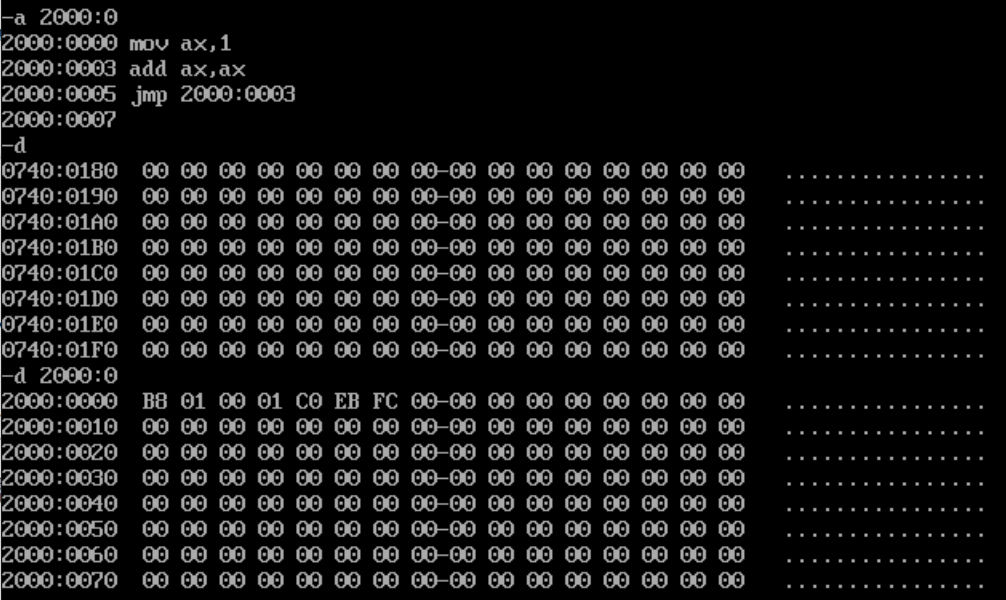 -a 2000:0
2000:0000 mov ax,1
2000:0003 add ax,ax
2000:0005 jmp 2000:0003
2000:0007
-d
0740:0180  00 00 00 00 00 00 00 00-00 00 00 00 00 00 00 00   ................
0740:0190  00 00 00 00 00 00 00 00-00 00 00 00 00 00 00 00   ................
0740:01A0  00 00 00 00 00 00 00 00-00 00 00 00 00 00 00 00   ................
0740:01B0  00 00 00 00 00 00 00 00-00 00 00 00 00 00 00 00   ................
0740:01C0  00 00 00 00 00 00 00 00-00 00 00 00 00 00 00 00   ................
0740:01D0  00 00 00 00 00 00 00 00-00 00 00 00 00 00 00 00   ................
0740:01E0  00 00 00 00 00 00 00 00-00 00 00 00 00 00 00 00   ................
0740:01F0  00 00 00 00 00 00 00 00-00 00 00 00 00 00 00 00   ................
-d 2000:0
2000:0000  B8 01 00 01 C0 EB FC 00-00 00 00 00 00 00 00 00   ................
2000:0010  00 00 00 00 00 00 00 00-00 00 00 00 00 00 00 00   ................
2000:0020  00 00 00 00 00 00 00 00-00 00 00 00 00 00 00 00   ................
2000:0030  00 00 00 00 00 00 00 00-00 00 00 00 00 00 00 00   ................
2000:0040  00 00 00 00 00 00 00 00-00 00 00 00 00 00 00 00   ................
2000:0050  00 00 00 00 00 00 00 00-00 00 00 00 00 00 00 00   ................
2000:0060  00 00 00 00 00 00 00 00-00 00 00 00 00 00 00 00   ................
2000:0070  00 00 00 00 00 00 00 00-00 00 00 00 00 00 00 00   ................